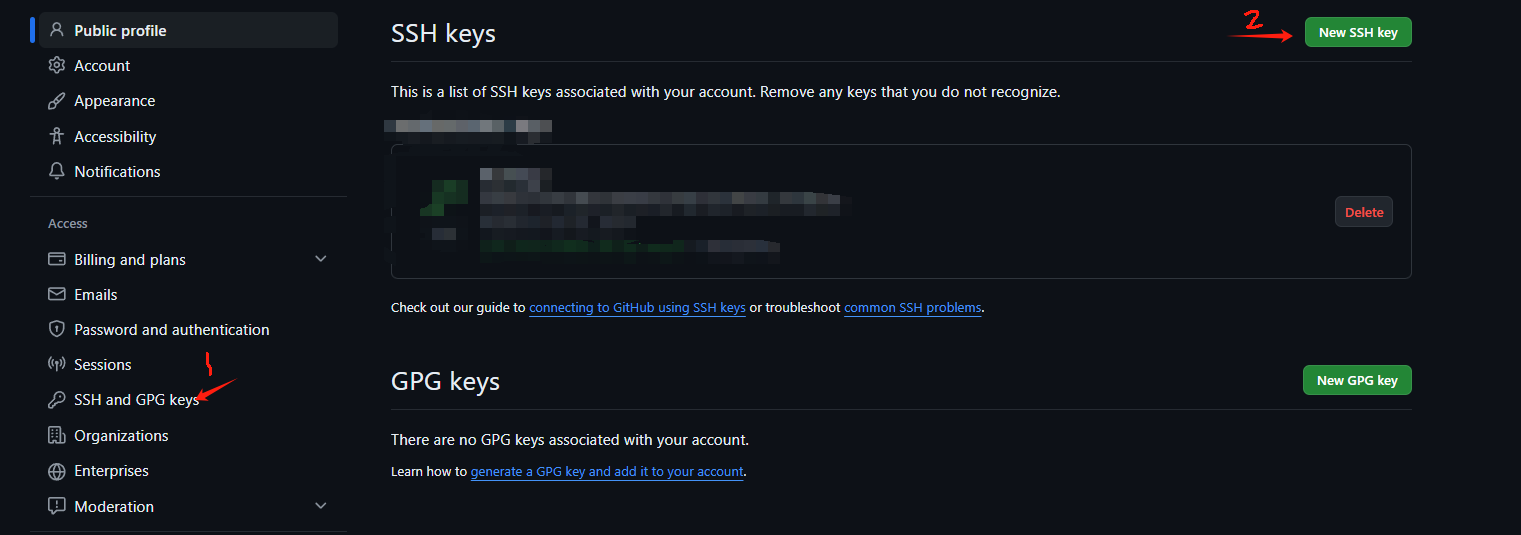 Public profile
Account
Appearance
Accessibility
Notifications
Access
Billing and plans
Emails
Password and authentication
Sessions
1
SSH and GPG keys
Organizations
Enterprises
Moderation
SSH keys
2
New SSH key
This is a list of SSH keys associated with your account. Remove any keys that you do not recognize.
Delete
Check out our guide to connecting to GitHub using SSH keys or troubleshoot common SSH problems.
GPG keys
New GPG key
There are no GPG keys associated with your account.
Learn how to generate a GPG key and add it to your account.